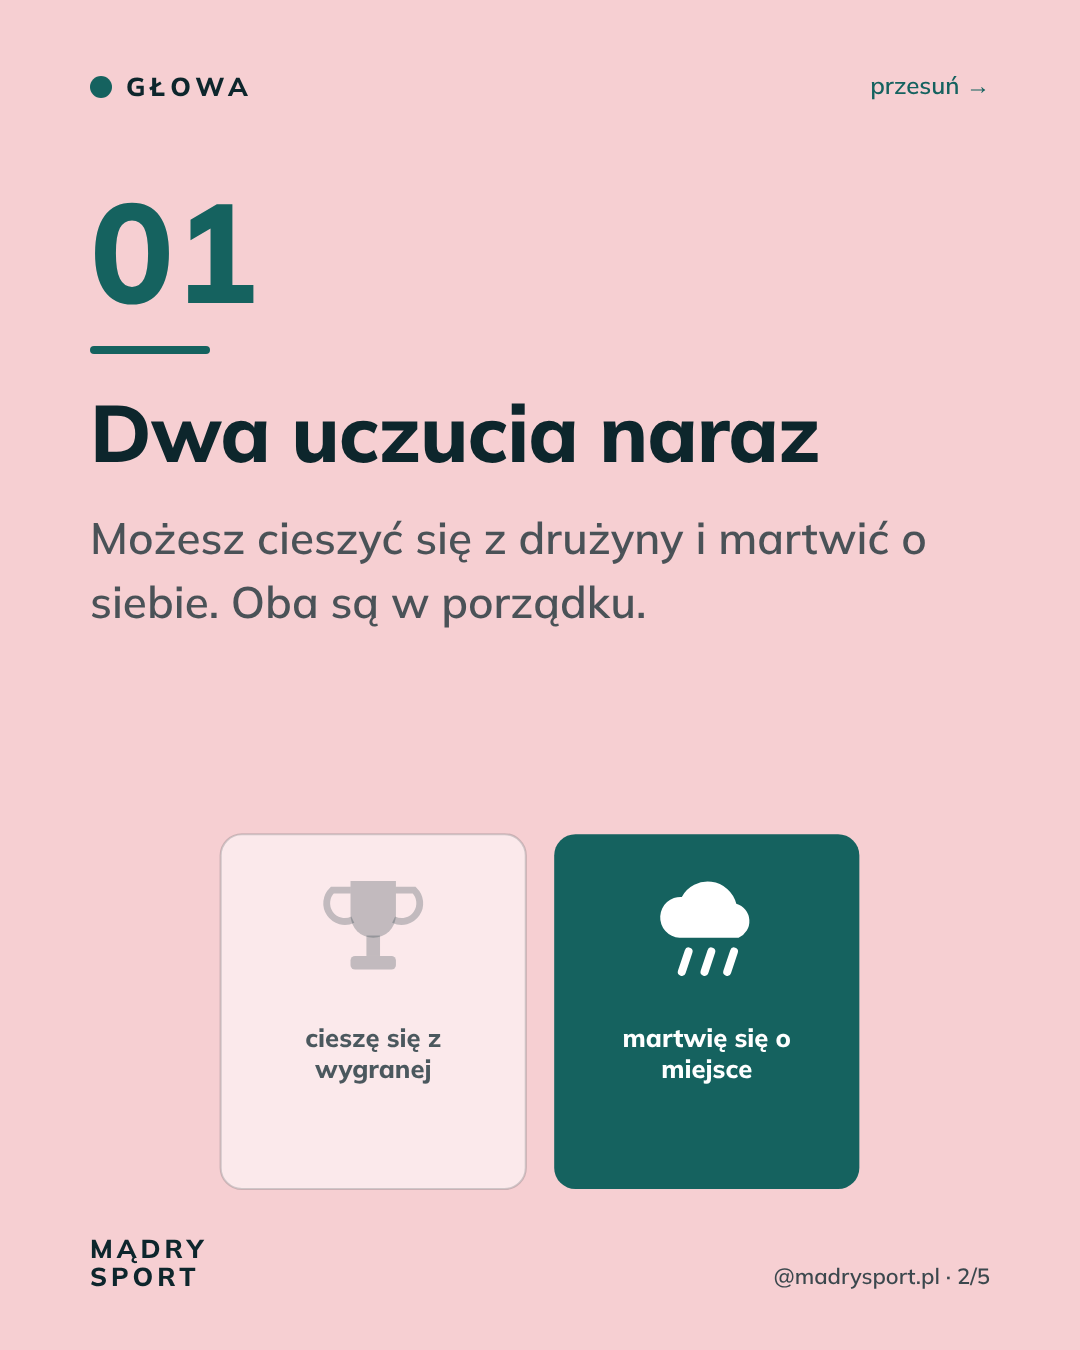 GŁOWA
przesuń →
01
Dwa uczucia naraz
Możesz cieszyć się z drużyny i martwić o
siebie. Oba są w porządku.
cieszę się z
wygranej
martwię się o
miejsce
MĄDRY
SPORT
@madrysport.pl · 2/5